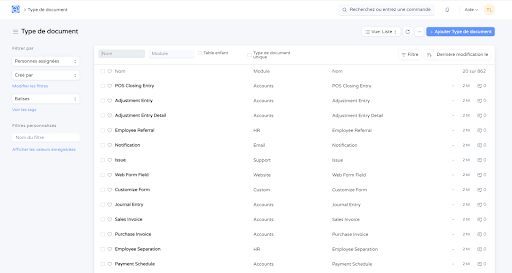 Type de document
Recherchez ou entrez une commande
Aide
TL
Type de document
Vue Liste
+ Ajouter Type de document
Filtrer par
Personnes assignées
Créé par
Modifier les filtres
Balises
Voir les tags
Filtres personnalisés
Nom du filtre
Afficher les valeurs enregistrées
Nom
Module
Table enfant
Type de document unique
Filtre
Dernière modification le
Nom Module Nom 20 sur 862
POS Closing Entry Accounts POS Closing Entry - 2 M 0
Adjustment Entry Accounts Adjustment Entry - 2 M 0
Adjustment Entry Detail Accounts Adjustment Entry Detail - 2 M 0
Employee Referral HR Employee Referral - 2 M 0
Notification Email Notification - 2 M 0
Issue Support Issue - 2 M 0
Web Form Field Website Web Form Field - 2 M 0
Customize Form Custom Customize Form - 2 M 0
Journal Entry Accounts Journal Entry - 2 M 0
Sales Invoice Accounts Sales Invoice - 2 M 0
Purchase Invoice Accounts Purchase Invoice - 2 M 0
Employee Separation HR Employee Separation - 2 M 0
Payment Schedule Accounts Payment Schedule - 2 M 0